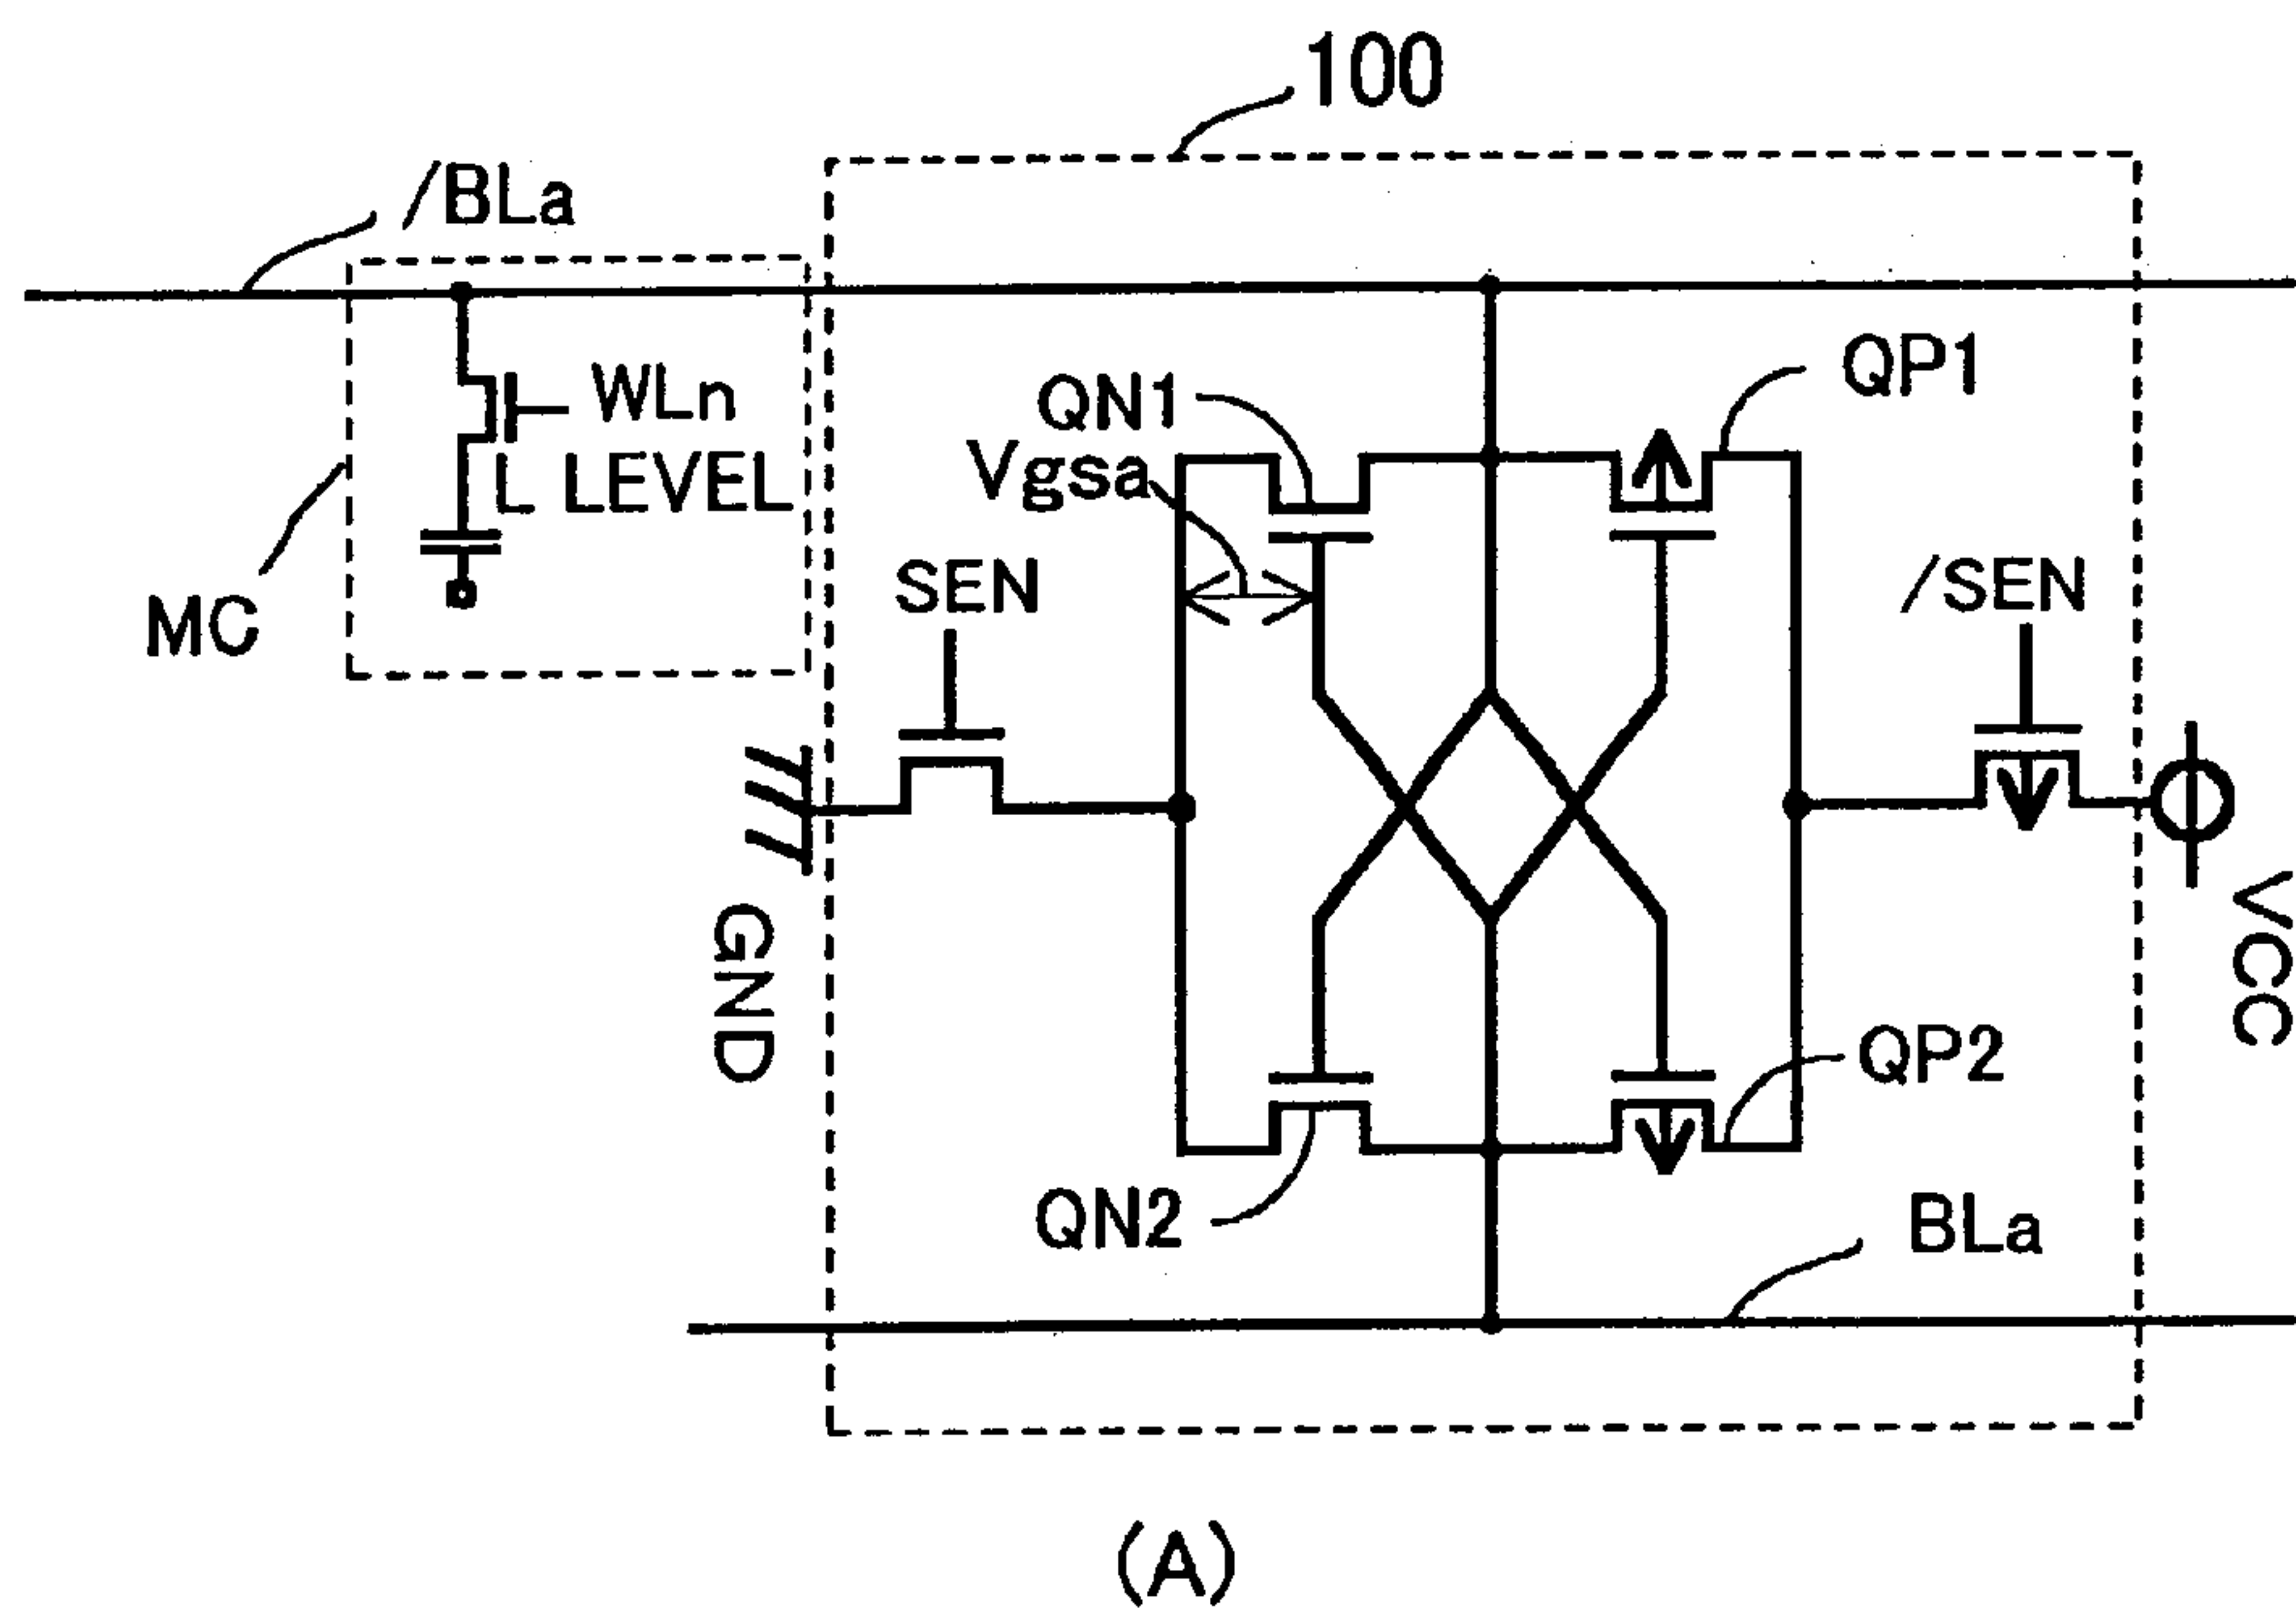 100
/BLa
QP1
QN1
WLn
Vgsa
L LEVEL
SEN
/SEN
MC
VCC
GND
QP2
QN2
BLa
(A)